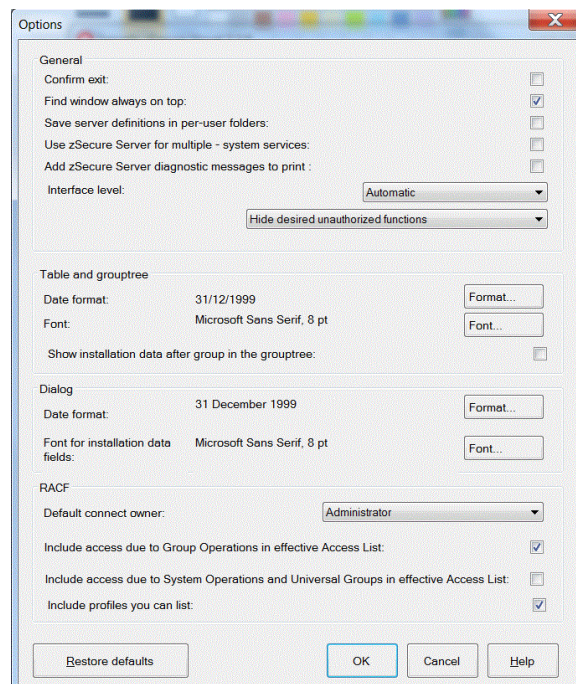 Options
General
Confirm exit:
Find window always on top:
Save server definitions in per-user folders:
Use zSecure Server for multiple - system services:
Add zSecure Server diagnostic messages to print :
Interface level:
Automatic
Hide desired unauthorized functions
Table and grouptree
Date format:
31/12/1999
Format...
Font:
Microsoft Sans Serif, 8 pt
Font...
Show installation data after group in the grouptree:
Dialog
Date format:
31 December 1999
Format...
Font for installation data
fields:
Microsoft Sans Serif, 8 pt
Font...
RACF
Default connect owner:
Administrator
Include access due to Group Operations in effective Access List:
Include access due to System Operations and Universal Groups in effective Access List:
Include profiles you can list:
Restore defaults
OK
Cancel
Help